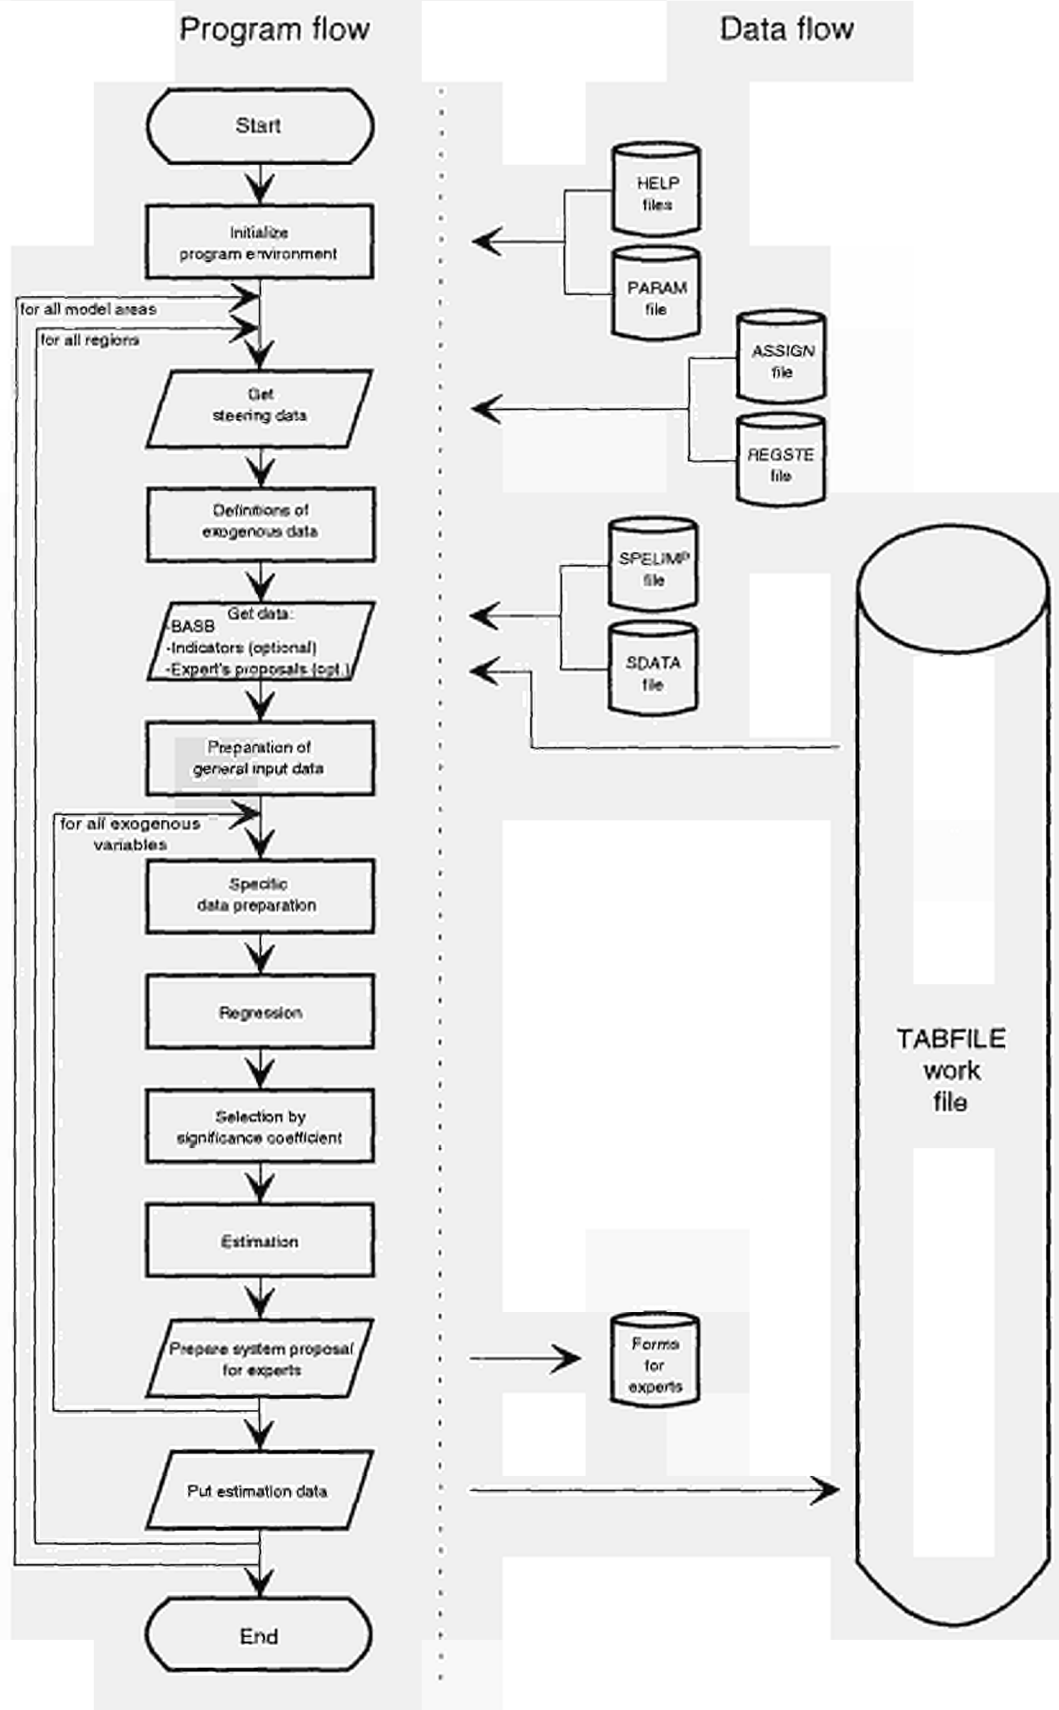 Program flow
Data flow
Start
HELP
files
Initialize
program environment
PARAM
file
for all model areas
for all regions
ASSIGN
file
Get
steering data
REGSTE
file
Definitions of
exogenous data
SPELIMP
file
Get data:
-BASB
-Indicators (optional)
-Expert's proposals (opt.)
SDATA
file
Preparation of
general input data
for all exogenous
variables
Specific
data preparation
Regression
TABFILE
work
file
Selection by
significance coefficient
Estimation
Prepare system proposal
for experts
Forms
for
experts
Put estimation data
End